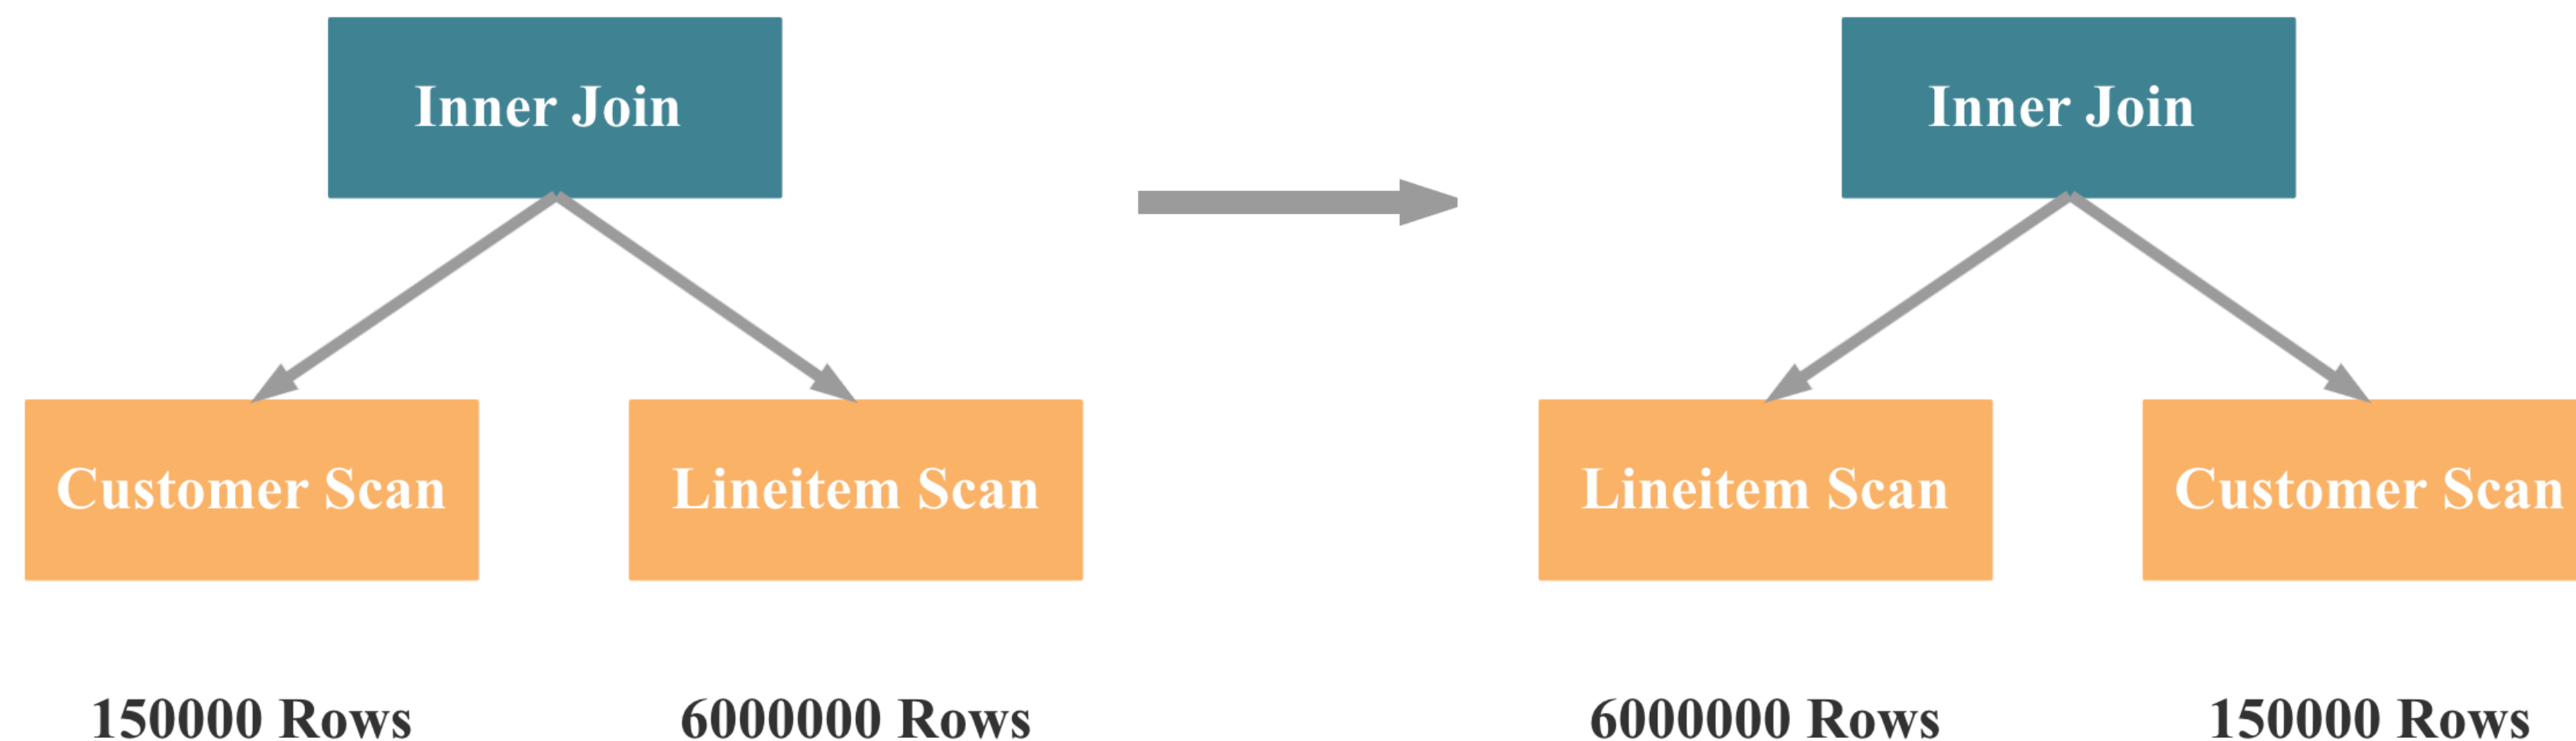 Inner Join
Customer Scan
Lineitem Scan
150000 Rows
6000000 Rows
Inner Join
Lineitem Scan
Customer Scan
6000000 Rows
150000 Rows